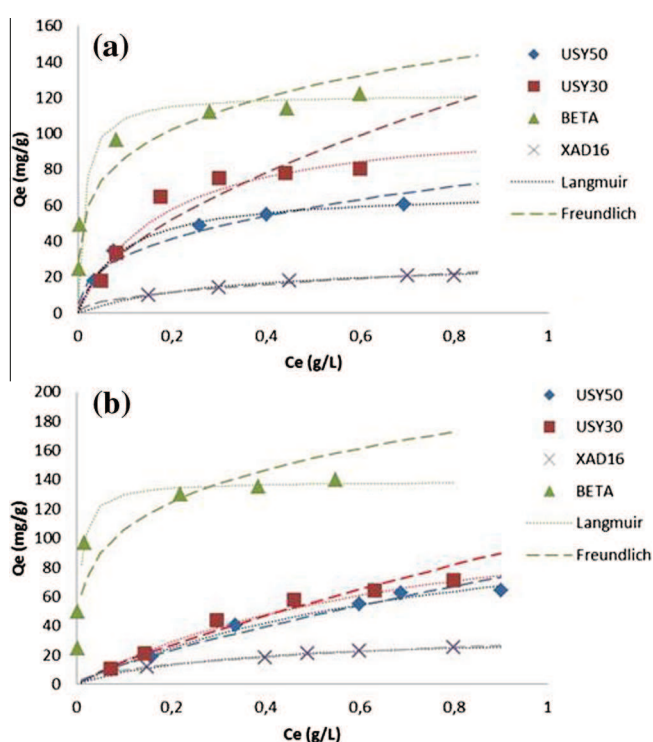 (a)
Qe (mg/g)
160
140
120
100
80
60
40
20
0
0
0,2
0,4
0,6
0,8
1
Ce (g/L)
USY50
USY30
BETA
XAD16
Langmuir
Freundlich
(b)
Qe (mg/g)
200
180
160
140
120
100
80
60
40
20
0
0
0,2
0,4
0,6
0,8
1
Ce (g/L)
USY50
USY30
XAD16
BETA
Langmuir
Freundlich